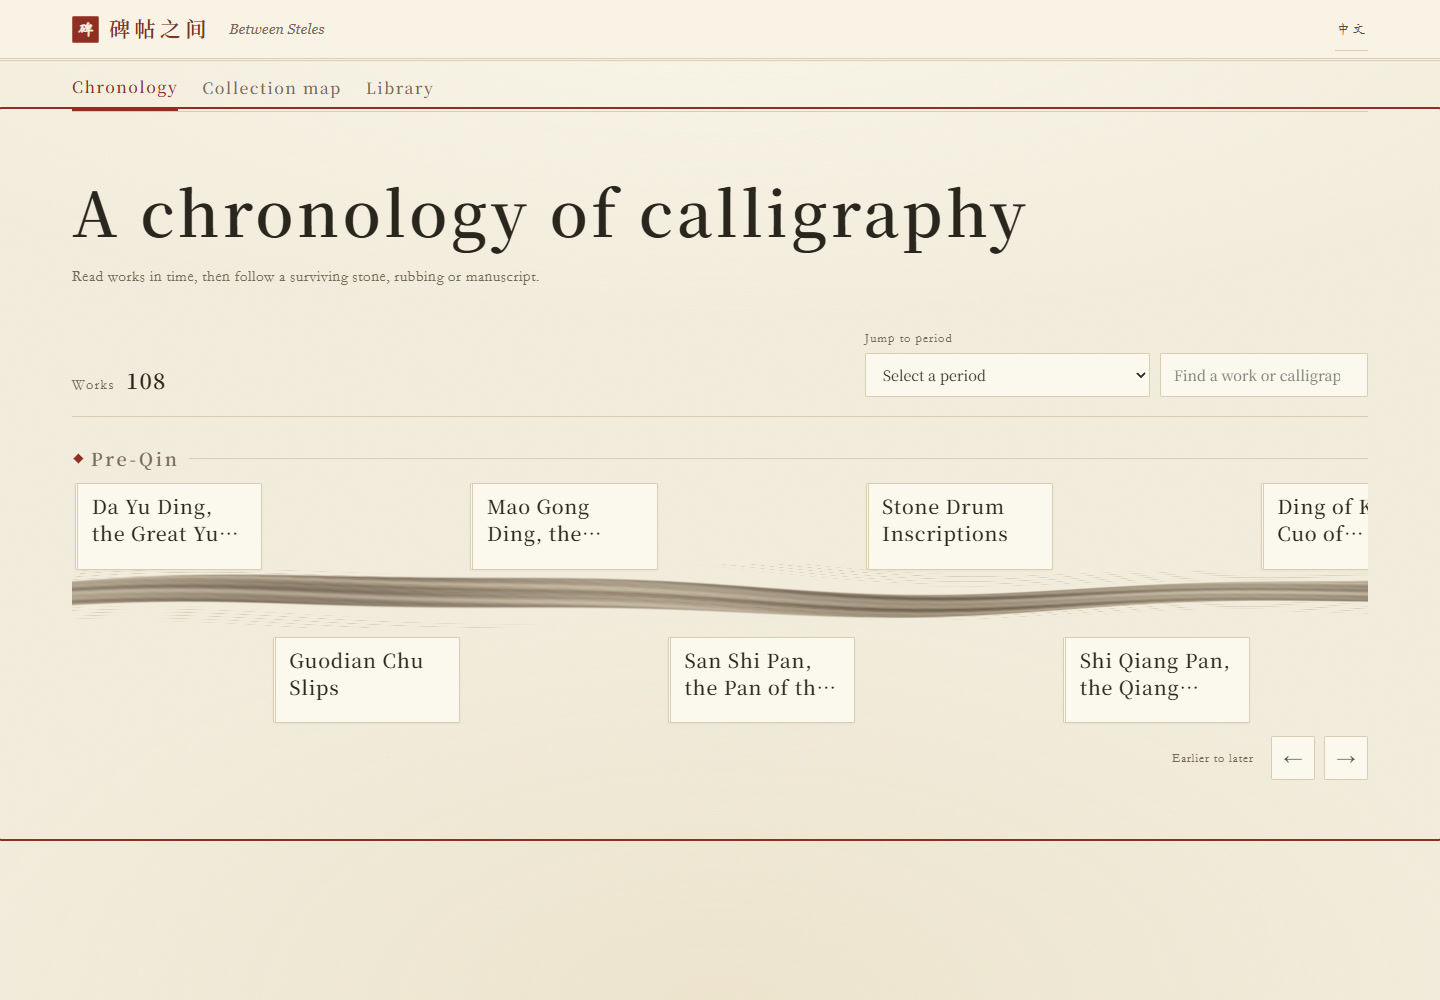 碑 碑帖之间 Between Steles 中文
Chronology Collection map Library
A chronology of calligraphy
Read works in time, then follow a surviving stone, rubbing or manuscript.
Jump to period
Works 108 Select a period Find a work or calligrap
Pre-Qin
Da Yu Ding,
the Great Yu⋯
Mao Gong
Ding, the⋯
Stone Drum
Inscriptions
Ding of K
Cuo of⋯
Guodian Chu
Slips
San Shi Pan,
the Pan of th⋯
Shi Qiang Pan,
the Qiang⋯
Earlier to later ← →